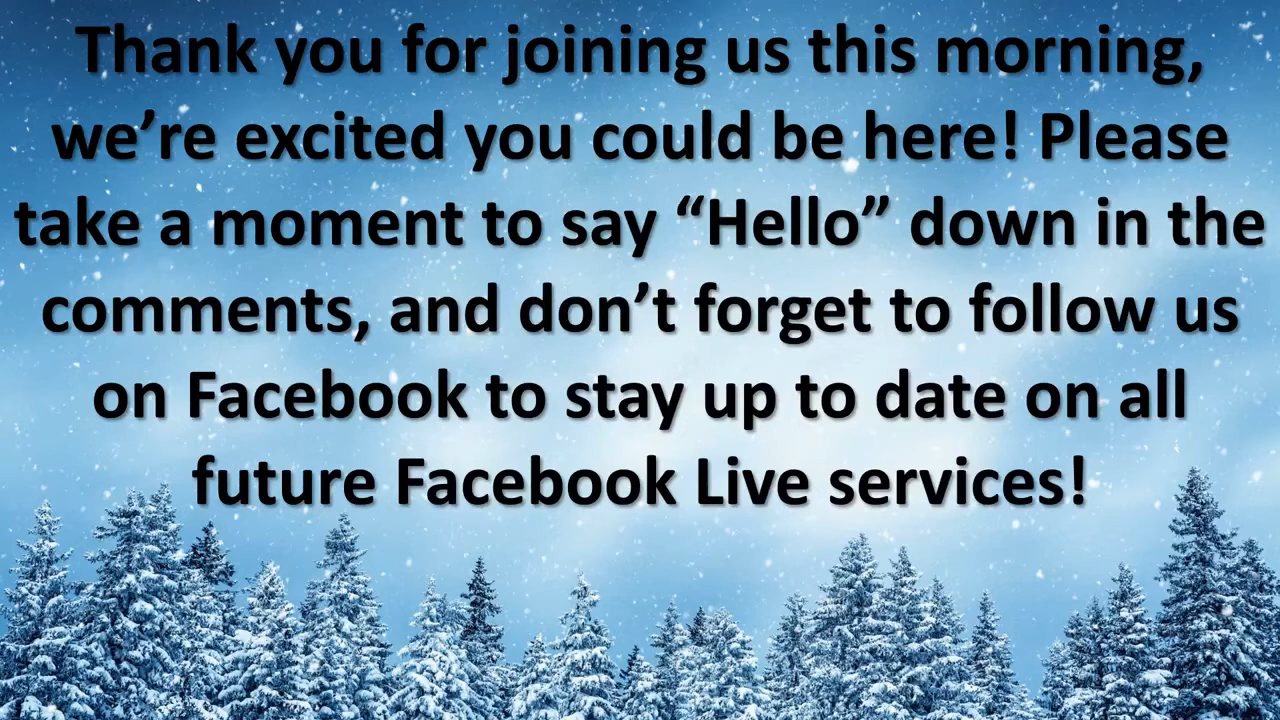 Thank you for joining us this morning,
we’re excited you could be here! Please
take a moment to say “Hello” down in the
comments, and don’t forget to follow us
on Facebook to stay up to date on all
future Facebook Live services!